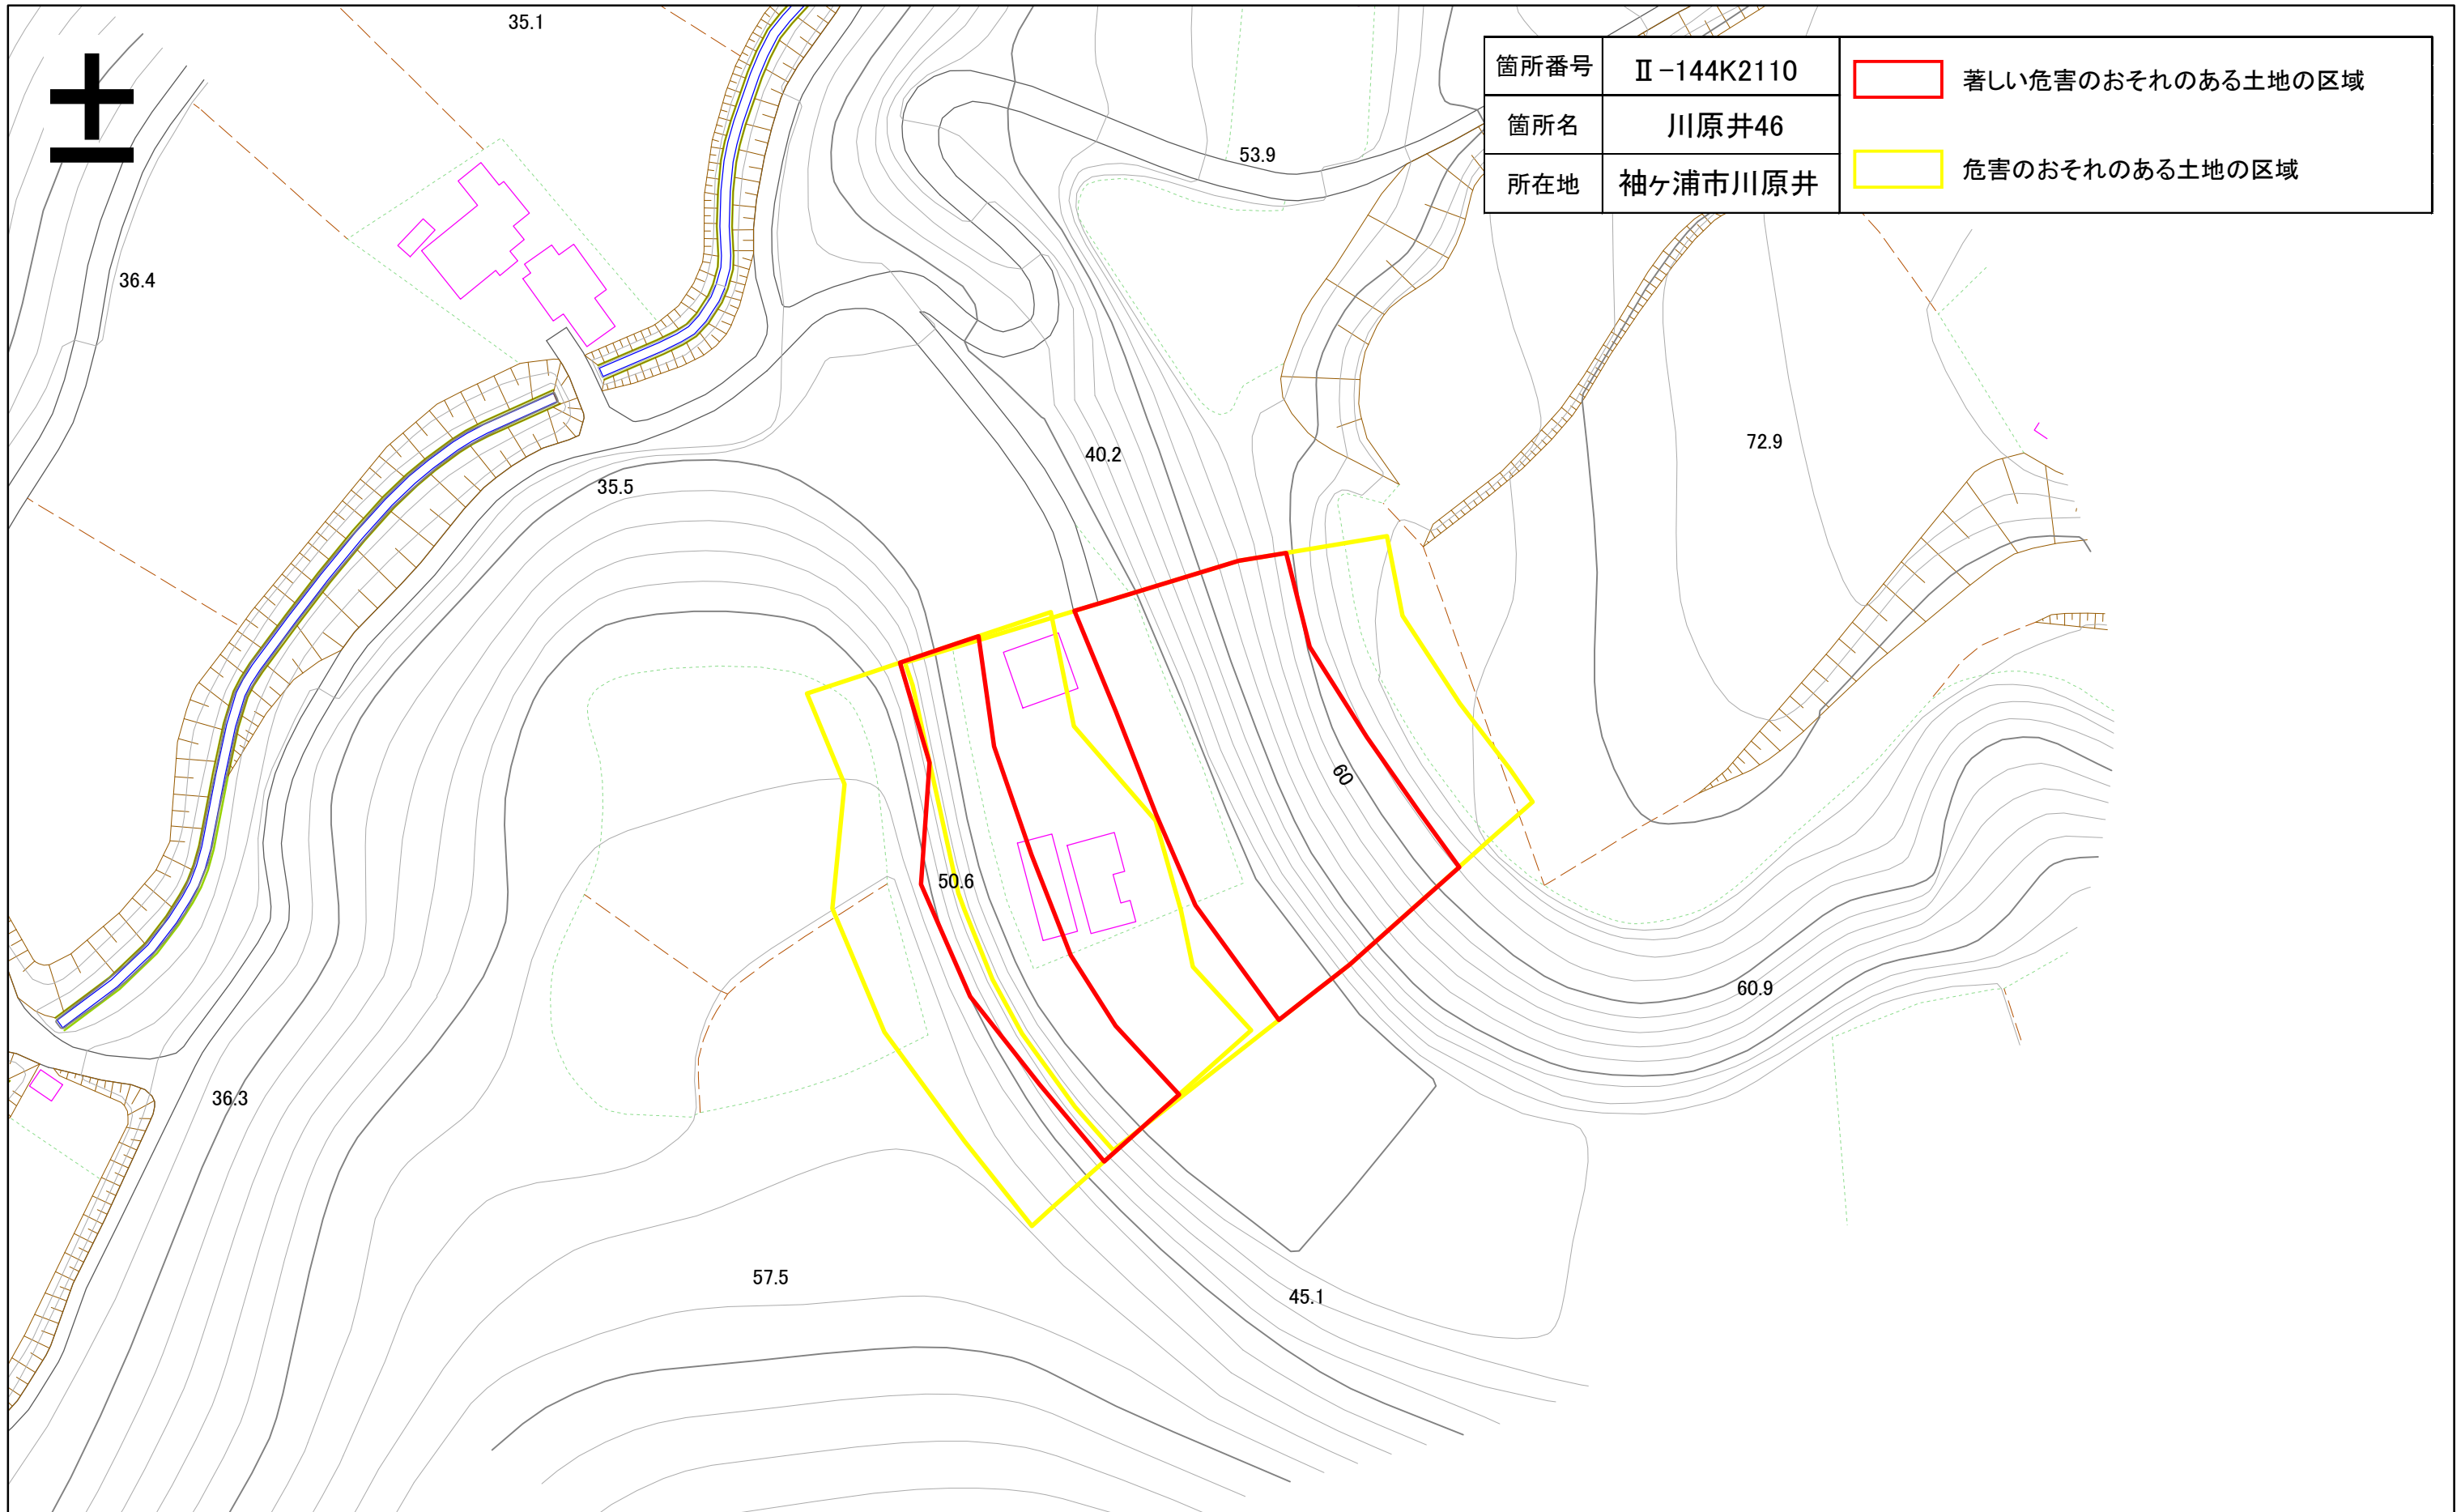 箇所番号 Ⅱ-144K2110
箇所名 川原井46
所在地 袖ヶ浦市川原井
著しい危害のおそれのある土地の区域
危害のおそれのある土地の区域
±
35.1
53.9
36.4
40.2
72.9
35.5
60
50.6
60.9
36.3
57.5
45.1